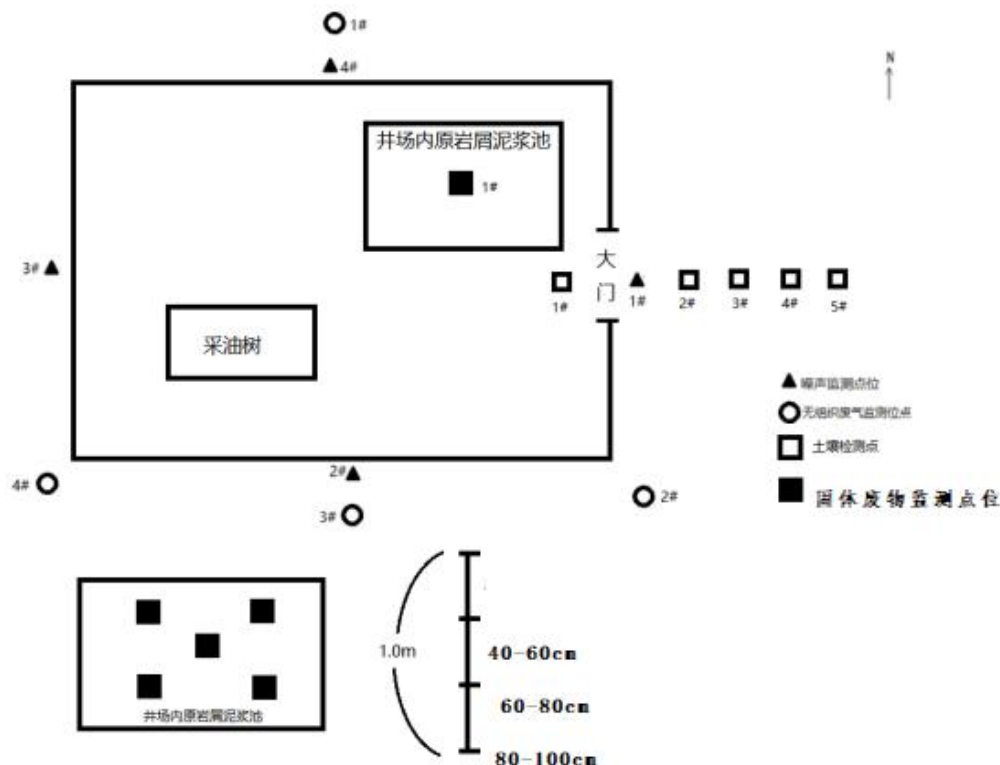 1#
4#
N
井场内原岩屑泥浆池
1#
大
门
3#
1#
1#
2#
3#
4#
5#
采油树
噪声监测点位
无组织废气监测位点
土壤检测点
固体废物监测点位
2#
4#
3#
2#
1.0m
40-60cm
60-80cm
80-100cm
井场内原岩屑泥浆池